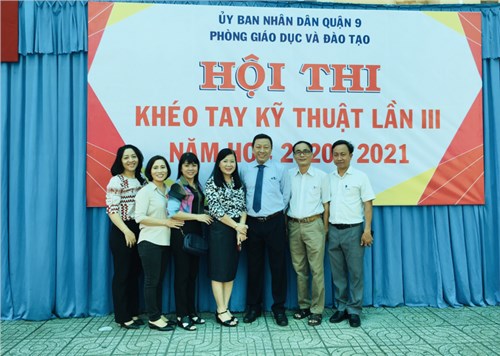 ỦY BAN NHÂN DÂN QUẬN 9
PHÒNG GIÁO DỤC VÀ ĐÀO TẠO
HỘI THI
KHÉO TAY KỸ THUẬT LẦN III
NĂM 2020 2021